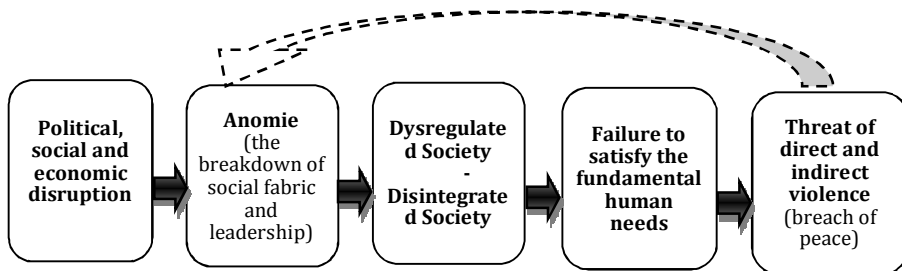 Political,
social and
economic
disruption
Anomie
(the
breakdown of
social fabric
and
leadership)
Dysregulate
d Society
-
Disintegrate
d Society
Failure to
satisfy the
fundamental
human
needs
Threat of
direct and
indirect
violence
(breach of
peace)